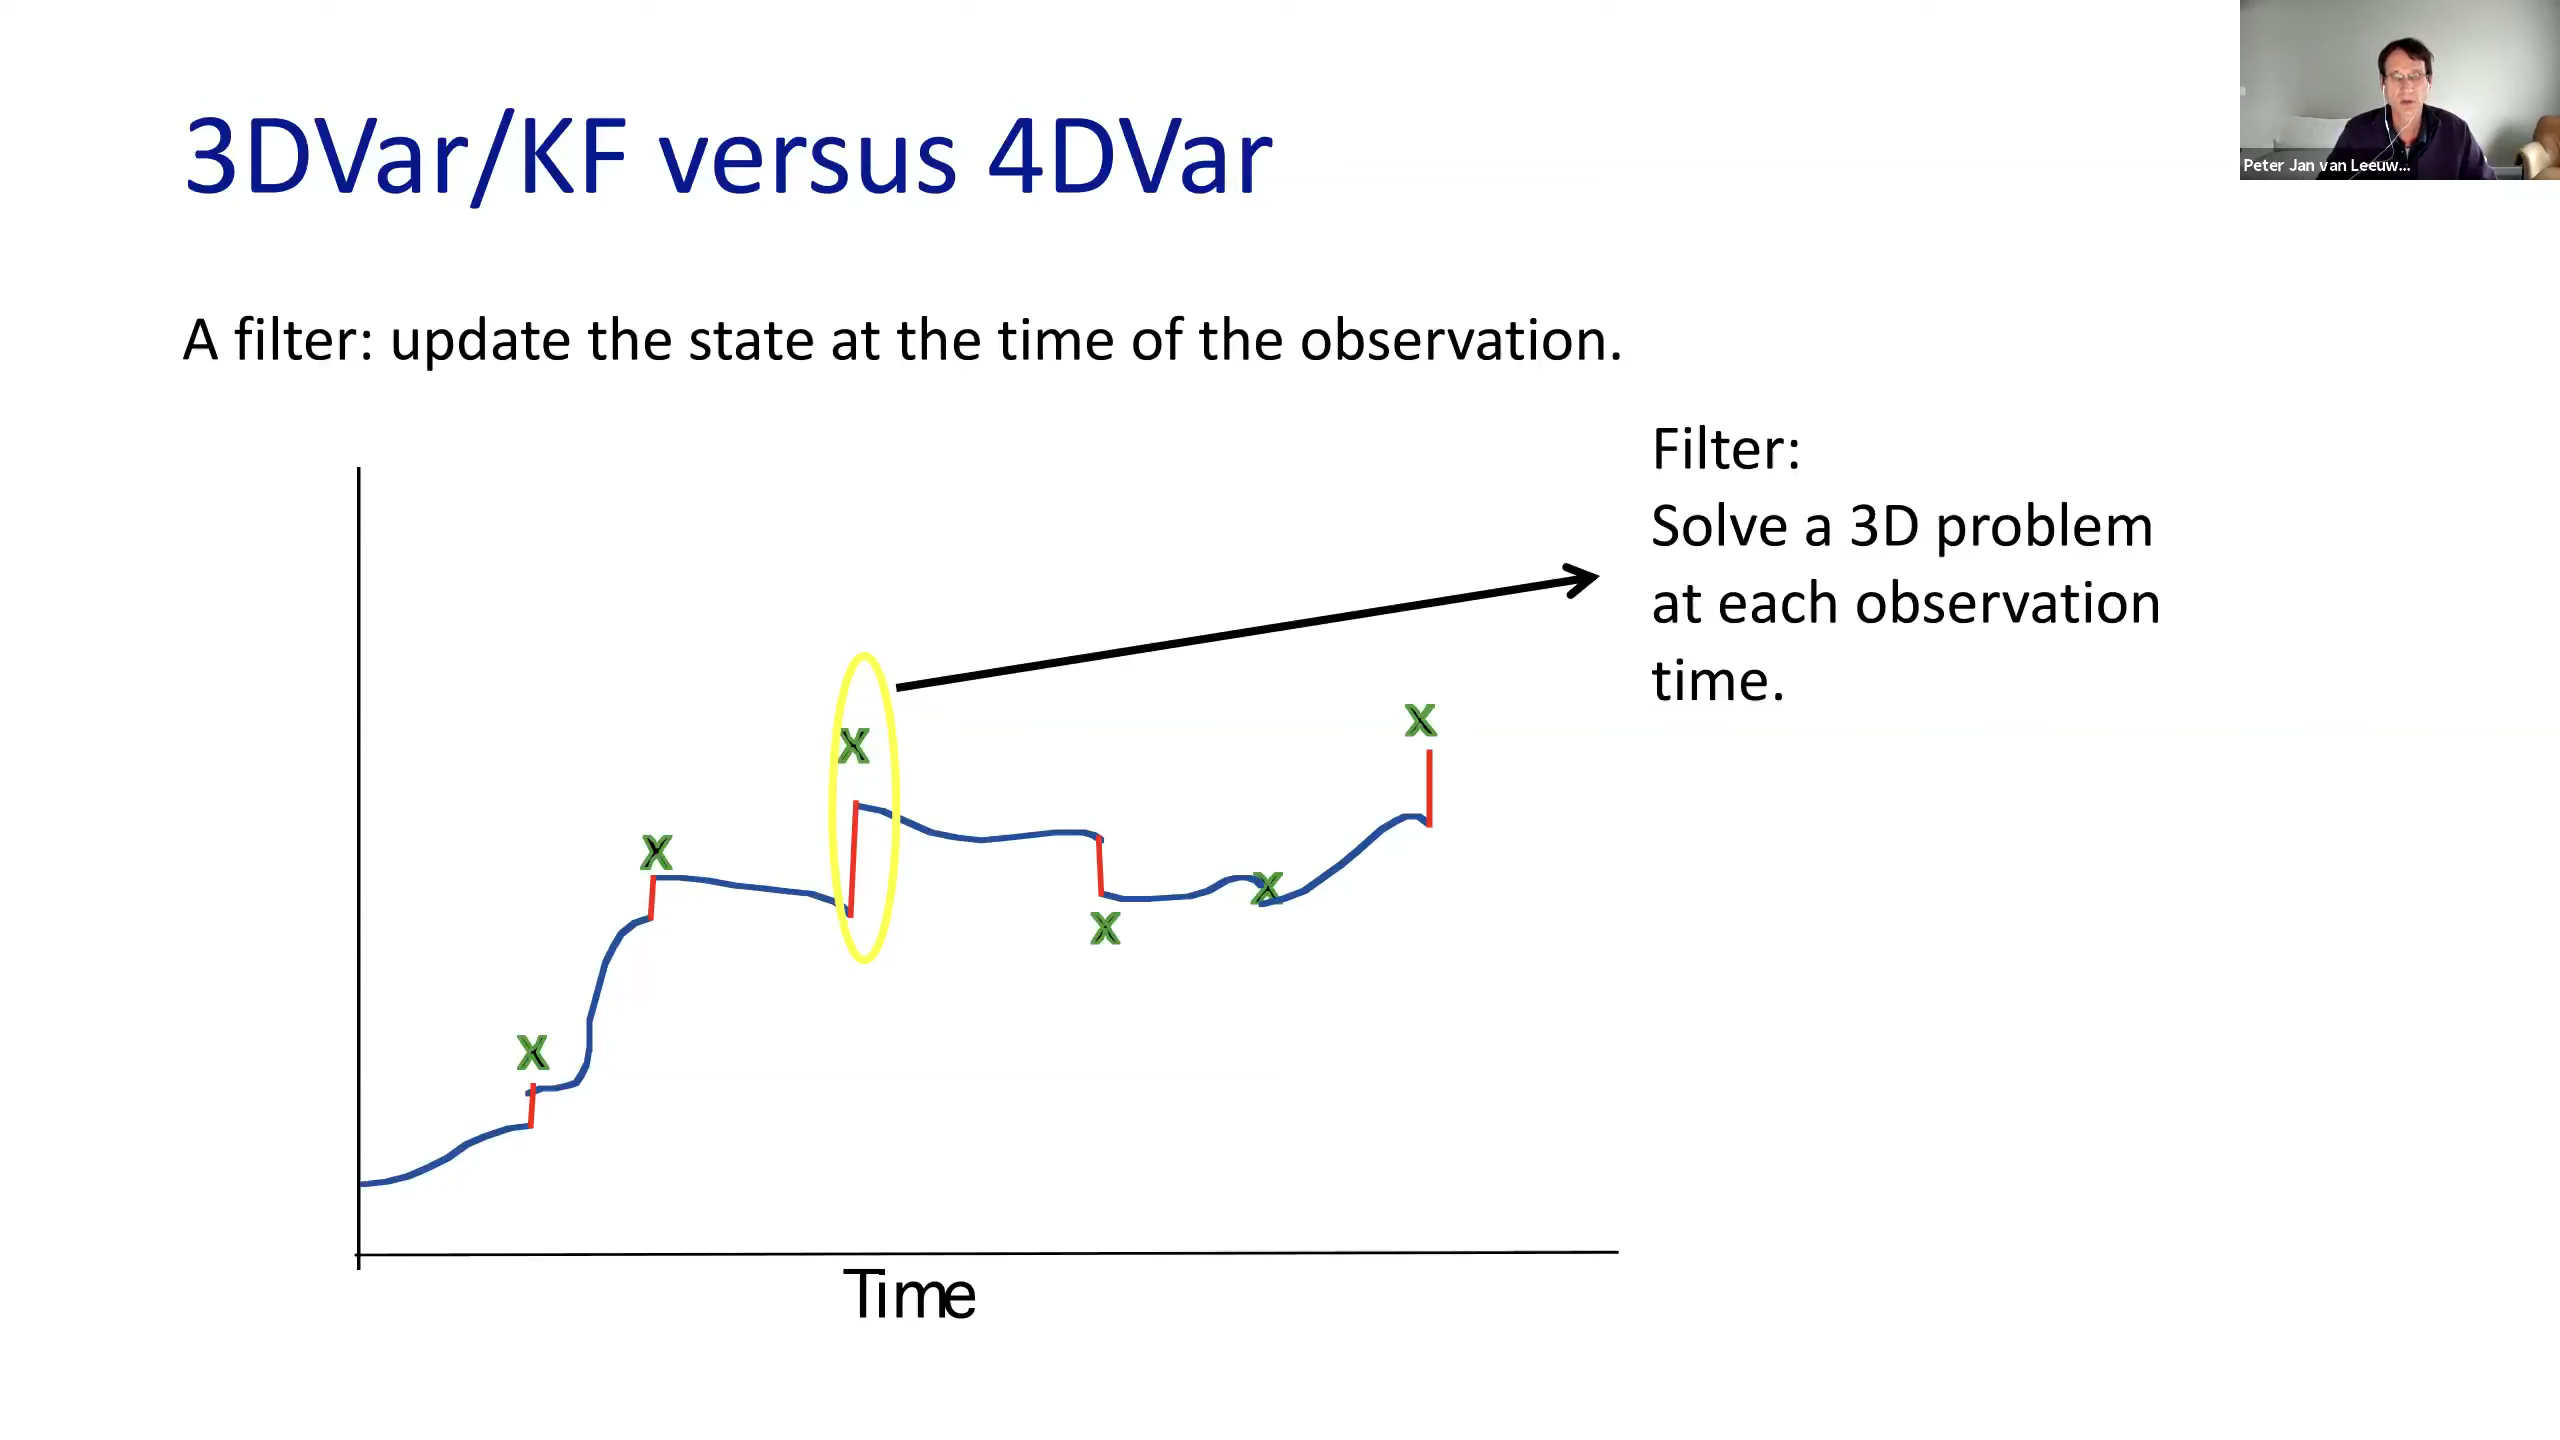 3DVar/KF versus 4DVar
Peter Jan van Leeuw...
A filter: update the state at the time of the observation.
Filter:
Solve a 3D problem
at each observation
time.
x
x
x
x
x
x
Time